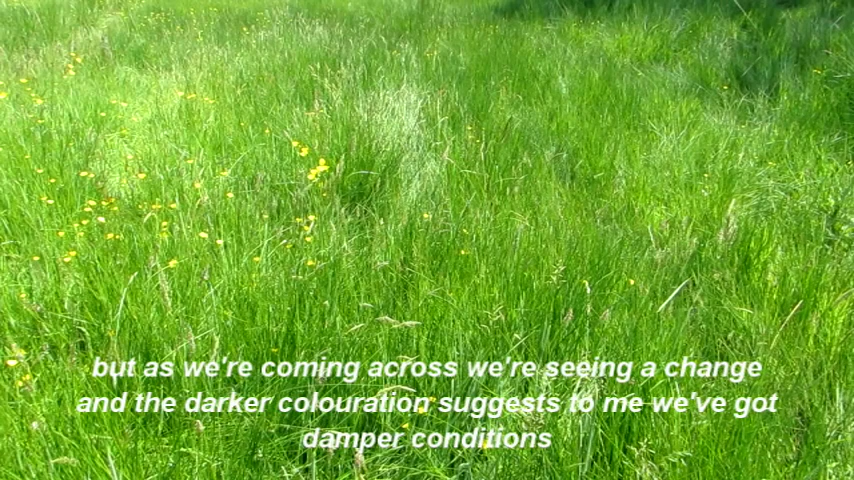 but as we're coming across we're seeing a change
and the darker colouration suggests to me we've got
damper conditions